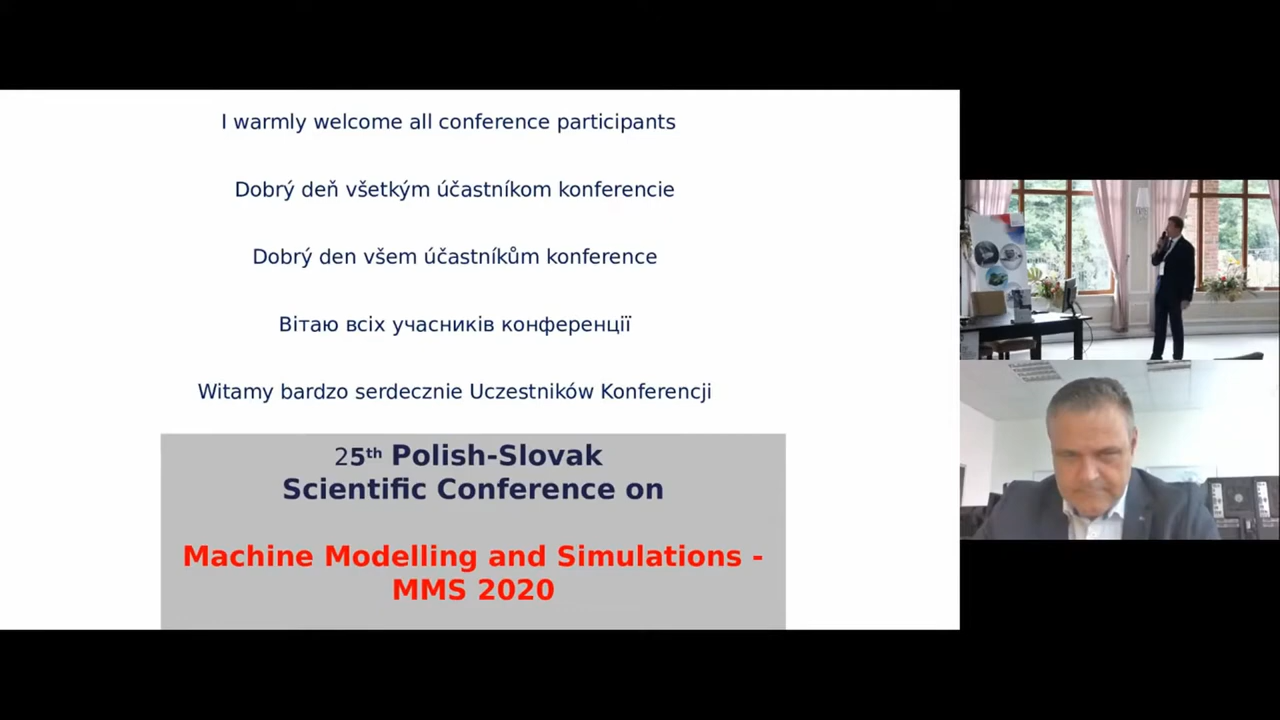 I warmly welcome all conference participants
Dobrý deň všetkým účastníkom konferencie
Dobrý den všem účastníkům konference
Вітаю всіх учасників конференції
Witamy bardzo serdecznie Uczestników Konferencji
25th Polish-Slovak
Scientific Conference on
Machine Modelling and Simulations -
MMS 2020